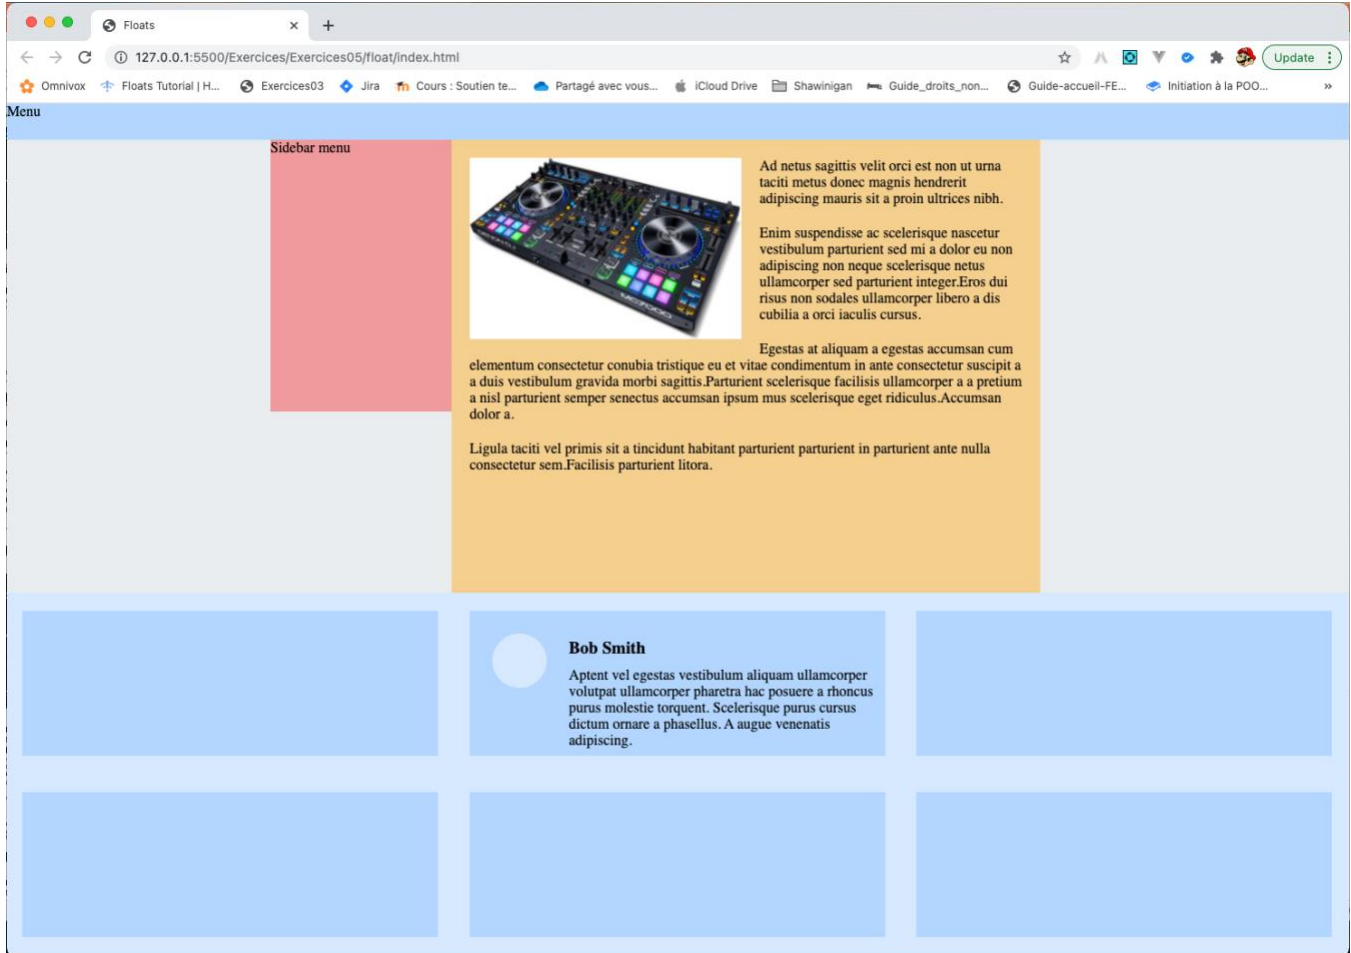 Floats
127.0.0.1:5500/Exercices/Exercices05/float/index.html
Update
Omnivox
Floats Tutorial | H...
Exercices03
Jira
Cours : Soutien te...
Partagé avec vous...
iCloud Drive
Shawinigan
Guide_droits_non...
Guide-accueil-FE...
Initiation à la POO...
Menu
Sidebar menu
Ad netus sagittis velit orci est non ut urna
taciti metus donec magnis hendrerit
adipiscing mauris sit a proin ultrices nibh.
Enim suspendisse ac scelerisque nascetur
vestibulum parturient sed mi a dolor eu non
adipiscing non neque scelerisque netus
ullamcorper sed parturient integer.Eros dui
risus non sodales ullamcorper libero a dis
cubilia a orci iaculis cursus.
Egestas at aliquam a egestas accumsan cum
elementum consectetur conubia tristique eu et vitae condimentum in ante consectetur suscipit a
a duis vestibulum gravida morbi sagittis.Parturient scelerisque facilisis ullamcorper a a pretium
a nisl parturient semper senectus accumsan ipsum mus scelerisque eget ridiculus.Accumsan
dolor a.
Ligula taciti vel primis sit a tincidunt habitant parturient parturient in parturient ante nulla
consectetur sem.Facilisis parturient litora.
Bob Smith
Aptent vel egestas vestibulum aliquam ullamcorper
volutpat ullamcorper pharetra hac posuere a rhoncus
purus molestie torquent. Scelerisque purus cursus
dictum ornare a phasellus. A augue venenatis
adipiscing.